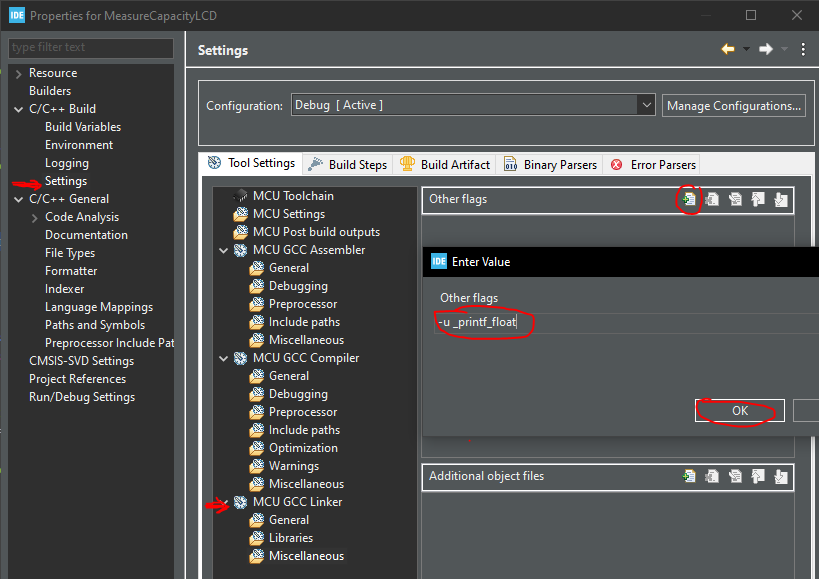 IDE Properties for MeasureCapacityLCD
type filter text
Resource
Builders
C/C++ Build
Build Variables
Environment
Logging
Settings
C/C++ General
Code Analysis
Documentation
File Types
Formatter
Indexer
Language Mappings
Paths and Symbols
Preprocessor Include Pat
CMSIS-SVD Settings
Project References
Run/Debug Settings
Settings
Configuration: Debug [ Active ] Manage Configurations...
Tool Settings Build Steps Build Artifact Binary Parsers Error Parsers
MCU Toolchain
MCU Settings
MCU Post build outputs
MCU GCC Assembler
General
Debugging
Preprocessor
Include paths
Miscellaneous
MCU GCC Compiler
General
Debugging
Preprocessor
Include paths
Optimization
Warnings
Miscellaneous
MCU GCC Linker
General
Libraries
Miscellaneous
Other flags
IDE Enter Value
Other flags
-u _printf_float
OK
Additional object files